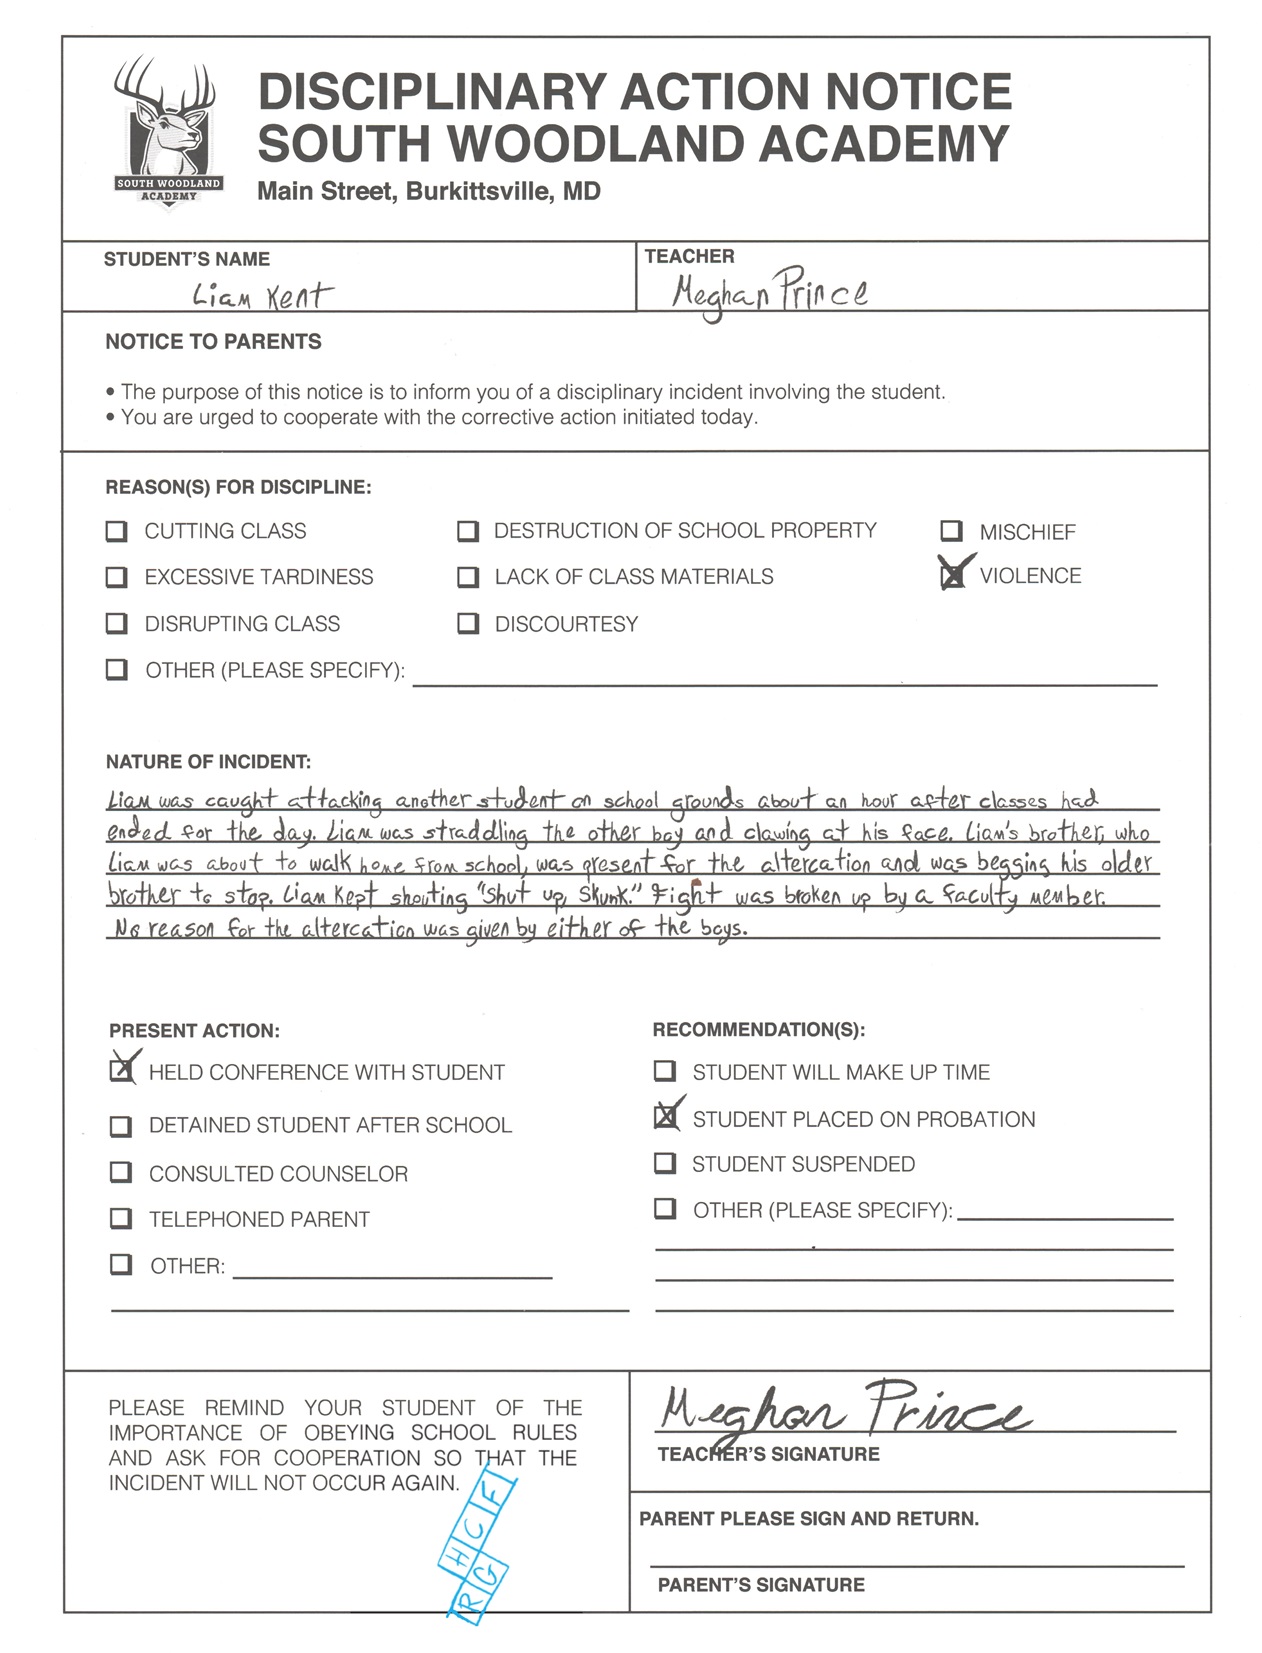 SOUTH WOODLAND
ACADEMY
DISCIPLINARY ACTION NOTICE
SOUTH WOODLAND ACADEMY
Main Street, Burkittsville, MD
STUDENT'S NAME
Liam Kent
TEACHER
Meghan Prince
NOTICE TO PARENTS
• The purpose of this notice is to inform you of a disciplinary incident involving the student.
• You are urged to cooperate with the corrective action initiated today.
REASON(S) FOR DISCIPLINE:
CUTTING CLASS
DESTRUCTION OF SCHOOL PROPERTY
MISCHIEF
EXCESSIVE TARDINESS
LACK OF CLASS MATERIALS
VIOLENCE
DISRUPTING CLASS
DISCOURTESY
OTHER (PLEASE SPECIFY):
NATURE OF INCIDENT:
Liam was caught attacking another student on school grounds about an hour after classes had
ended for the day. Liam was straddling the other boy and clawing at his face. Liam's brother, who
Liam was about to walk home from school, was present for the altercation and was begging his older
brother to stop. Liam kept shouting "Shut up, Skunk." Fight was broken up by a faculty member.
No reason for the altercation was given by either of the boys.
PRESENT ACTION:
HELD CONFERENCE WITH STUDENT
DETAINED STUDENT AFTER SCHOOL
CONSULTED COUNSELOR
TELEPHONED PARENT
OTHER:
RECOMMENDATION(S):
STUDENT WILL MAKE UP TIME
STUDENT PLACED ON PROBATION
STUDENT SUSPENDED
OTHER (PLEASE SPECIFY):
PLEASE REMIND YOUR STUDENT OF THE
IMPORTANCE OF OBEYING SCHOOL RULES
AND ASK FOR COOPERATION SO THAT THE
INCIDENT WILL NOT OCCUR AGAIN.
HCF
RG
Meghan Prince
TEACHER'S SIGNATURE
PARENT PLEASE SIGN AND RETURN.
PARENT'S SIGNATURE